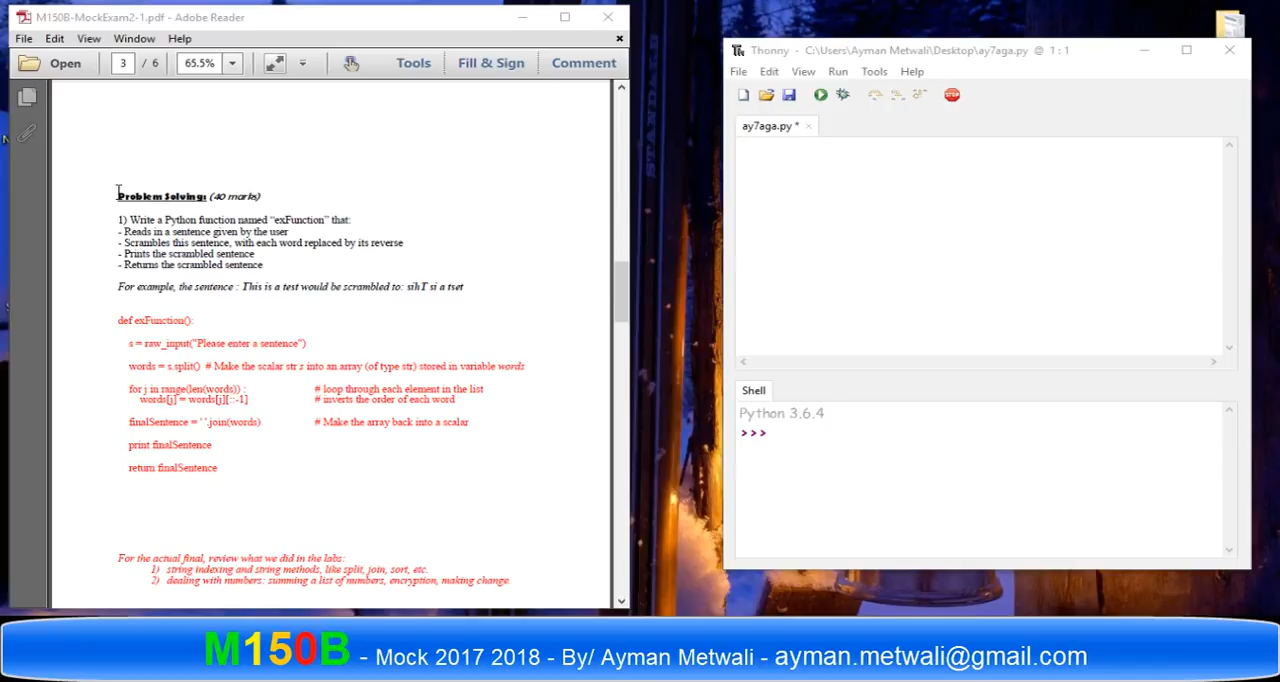 M150B-MockExam2-1.pdf - Adobe Reader
File Edit View Window Help
Open 3 / 6 65.5% Tools Fill & Sign Comment
Problem Solving: (40 marks)
1) Write a Python function named “exFunction” that:
- Reads in a sentence given by the user
- Scrambles this sentence, with each word replaced by its reverse
- Prints the scrambled sentence
- Returns the scrambled sentence
For example, the sentence : This is a test would be scrambled to: sihT si a tset
def exFunction():
s = raw_input("Please enter a sentence")
words = s.split() # Make the scalar str s into an array (of type str) stored in variable words
for j in range(len(words)) : # loop through each element in the list
words[j] = words[j][::-1] # inverts the order of each word
finalSentence = ' '.join(words) # Make the array back into a scalar
print finalSentence
return finalSentence
For the actual final, review what we did in the labs:
1) string indexing and string methods, like split, join, sort, etc.
2) dealing with numbers: summing a list of numbers, encryption, making change.
Thonny - C:\Users\Ayman Metwali\Desktop\ay7aga.py @ 1 : 1
File Edit View Run Tools Help
STOP
ay7aga.py *
Shell
Python 3.6.4
>>>
STANDARD
M150B - Mock 2017 2018 - By/ Ayman Metwali - ayman.metwali@gmail.com